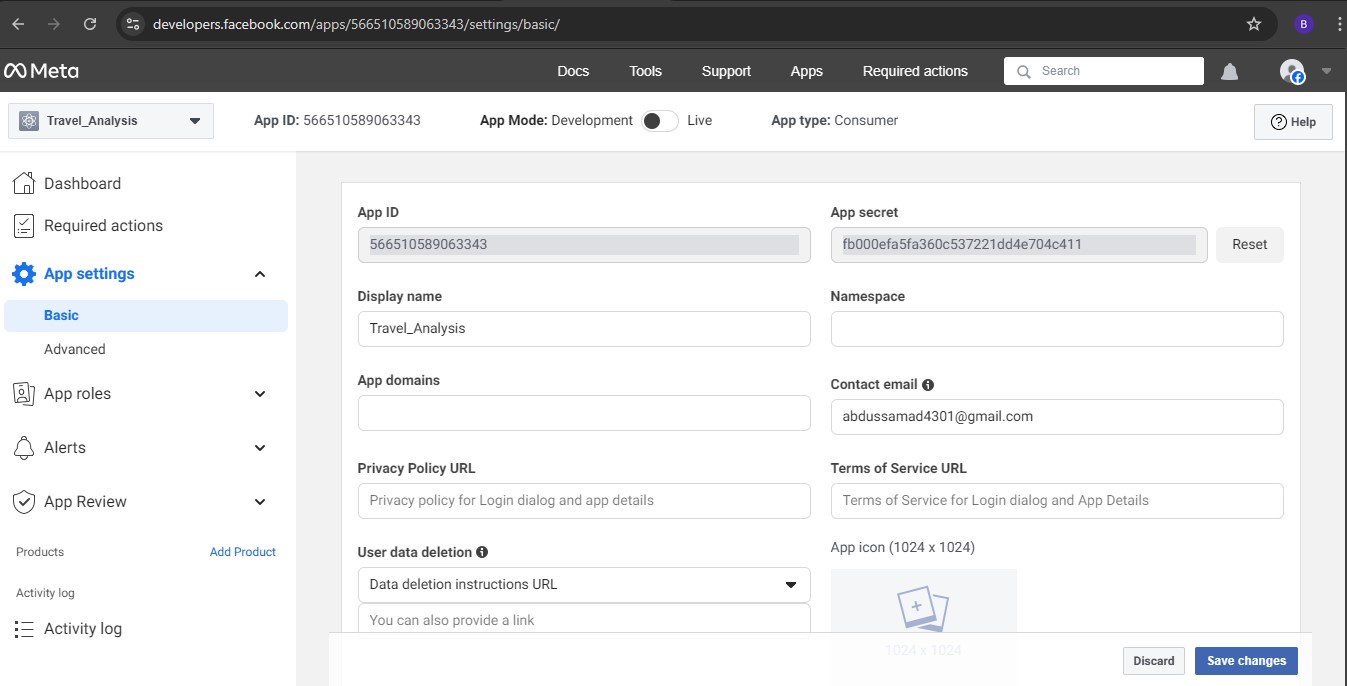 developers.facebook.com/apps/566510589063343/settings/basic/
B
Meta
Docs
Tools
Support
Apps
Required actions
Search
Travel_Analysis
App ID: 566510589063343
App Mode: Development
Live
App type: Consumer
Help
Dashboard
Required actions
App settings
Basic
Advanced
App roles
Alerts
App Review
Products
Add Product
Activity log
Activity log
App ID
566510589063343
App secret
fb000efa5fa360c537221dd4e704c411
Reset
Display name
Travel_Analysis
Namespace
App domains
Contact email
abdussamad4301@gmail.com
Privacy Policy URL
Privacy policy for Login dialog and app details
Terms of Service URL
Terms of Service for Login dialog and App Details
User data deletion
Data deletion instructions URL
You can also provide a link
App icon (1024 x 1024)
1024 x 1024
Discard
Save changes